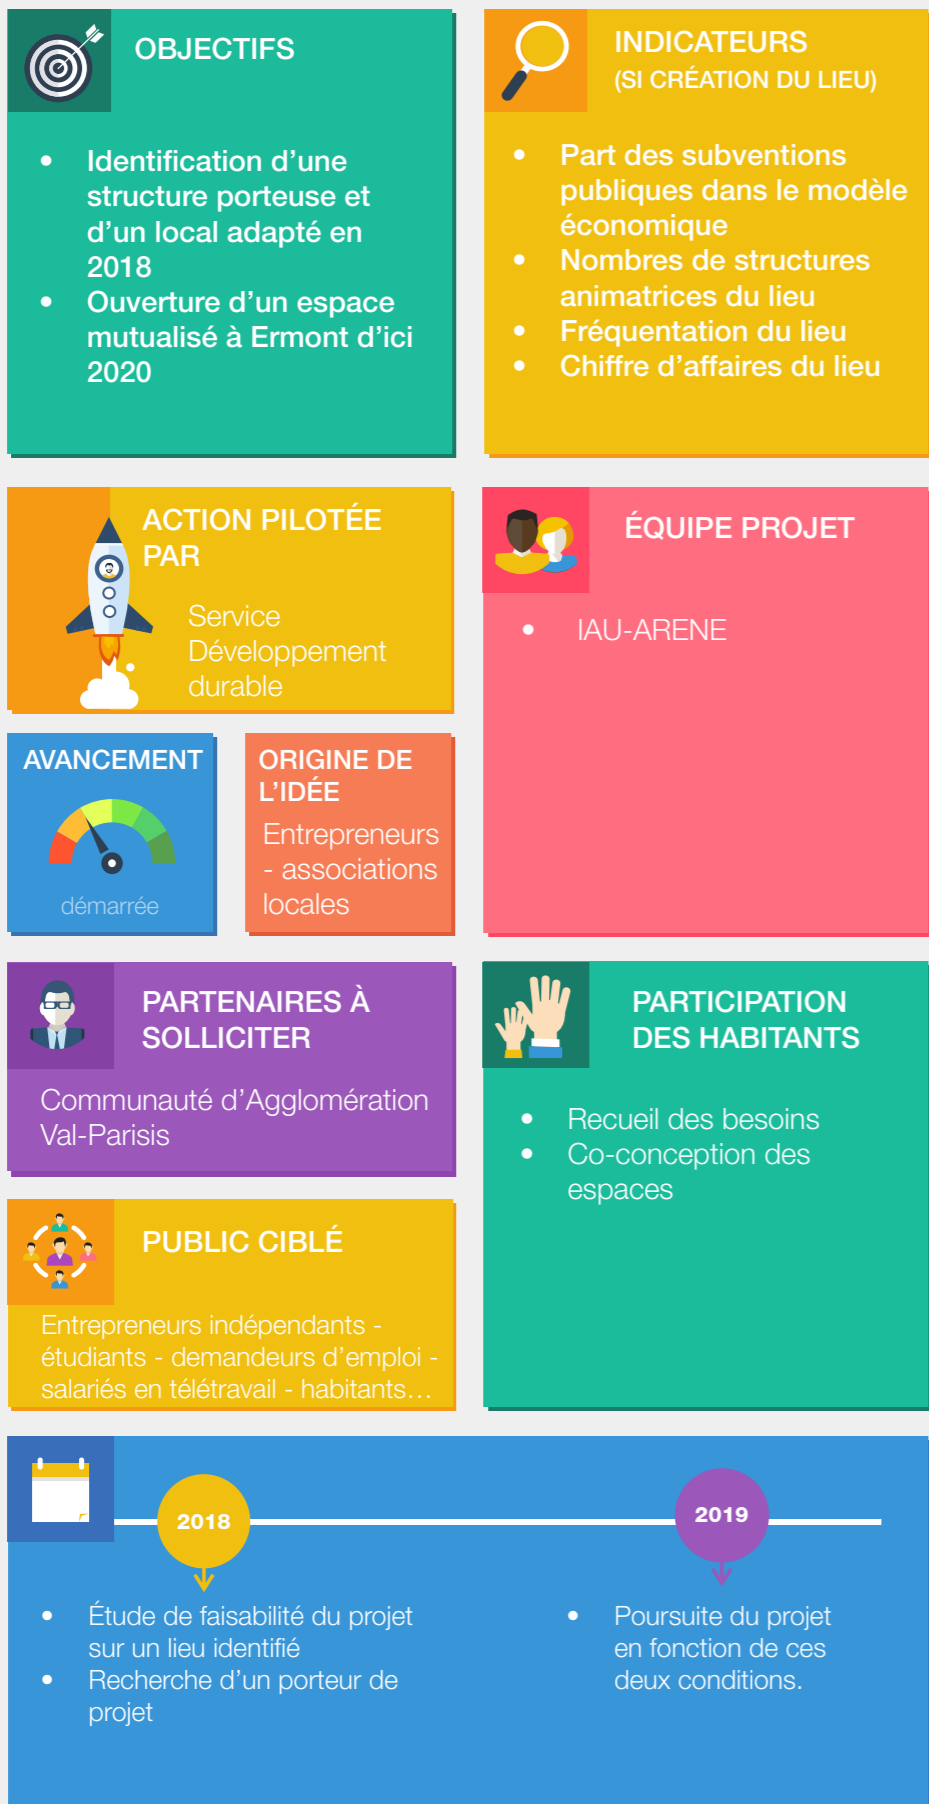 OBJECTIFS
• Identification d'une
structure porteuse et
d'un local adapté en
2018
• Ouverture d'un espace
mutualisé à Ermont d'ici
2020
INDICATEURS
(SI CRÉATION DU LIEU)
• Part des subventions
publiques dans le modèle
économique
• Nombres de structures
animatrices du lieu
• Fréquentation du lieu
• Chiffre d'affaires du lieu
ACTION PILOTÉE
PAR
Service
Développement
durable
ÉQUIPE PROJET
• IAU-ARENE
AVANCEMENT
démarrée
ORIGINE DE
L'IDÉE
Entrepreneurs
- associations
locales
PARTENAIRES À
SOLLICITER
Communauté d'Agglomération
Val-Parisis
PARTICIPATION
DES HABITANTS
• Recueil des besoins
• Co-conception des
espaces
PUBLIC CIBLÉ
Entrepreneurs indépendants -
étudiants - demandeurs d'emploi -
salariés en télétravail - habitants…
2018
• Étude de faisabilité du projet
sur un lieu identifié
• Recherche d'un porteur de
projet
2019
• Poursuite du projet
en fonction de ces
deux conditions.